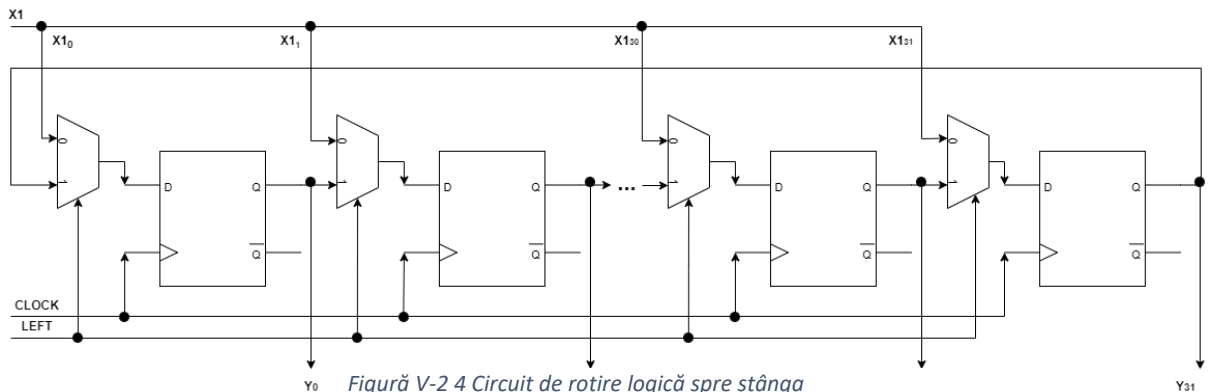 X1
X1₀ X1₁ X1₃₀ X1₃₁
0 0 0 0
1 1 ... 1 1
D Q D Q D Q D Q
Q̅ Q̅ Q̅ Q̅
CLOCK
LEFT
Y₀ Y₃₁
Figură V-2 4 Circuit de rotire logică spre stânga